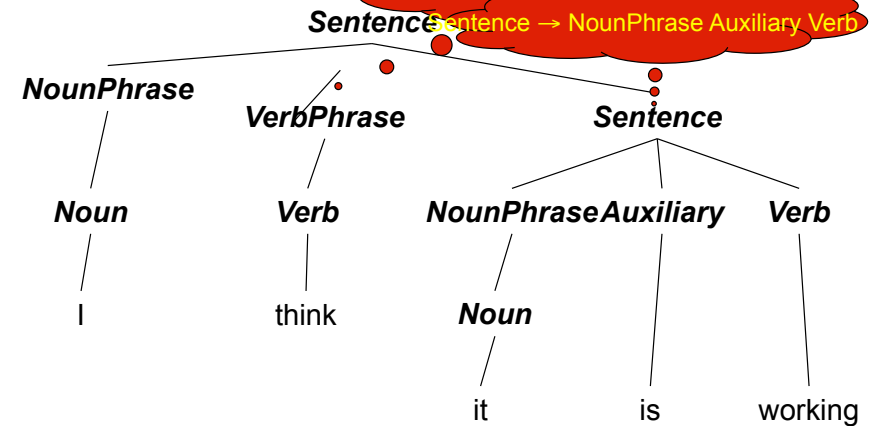 Sentence
Sentence → NounPhrase Auxiliary Verb
NounPhrase
VerbPhrase
Sentence
Noun
Verb
NounPhrase
Auxiliary
Verb
I
think
Noun
it
is
working